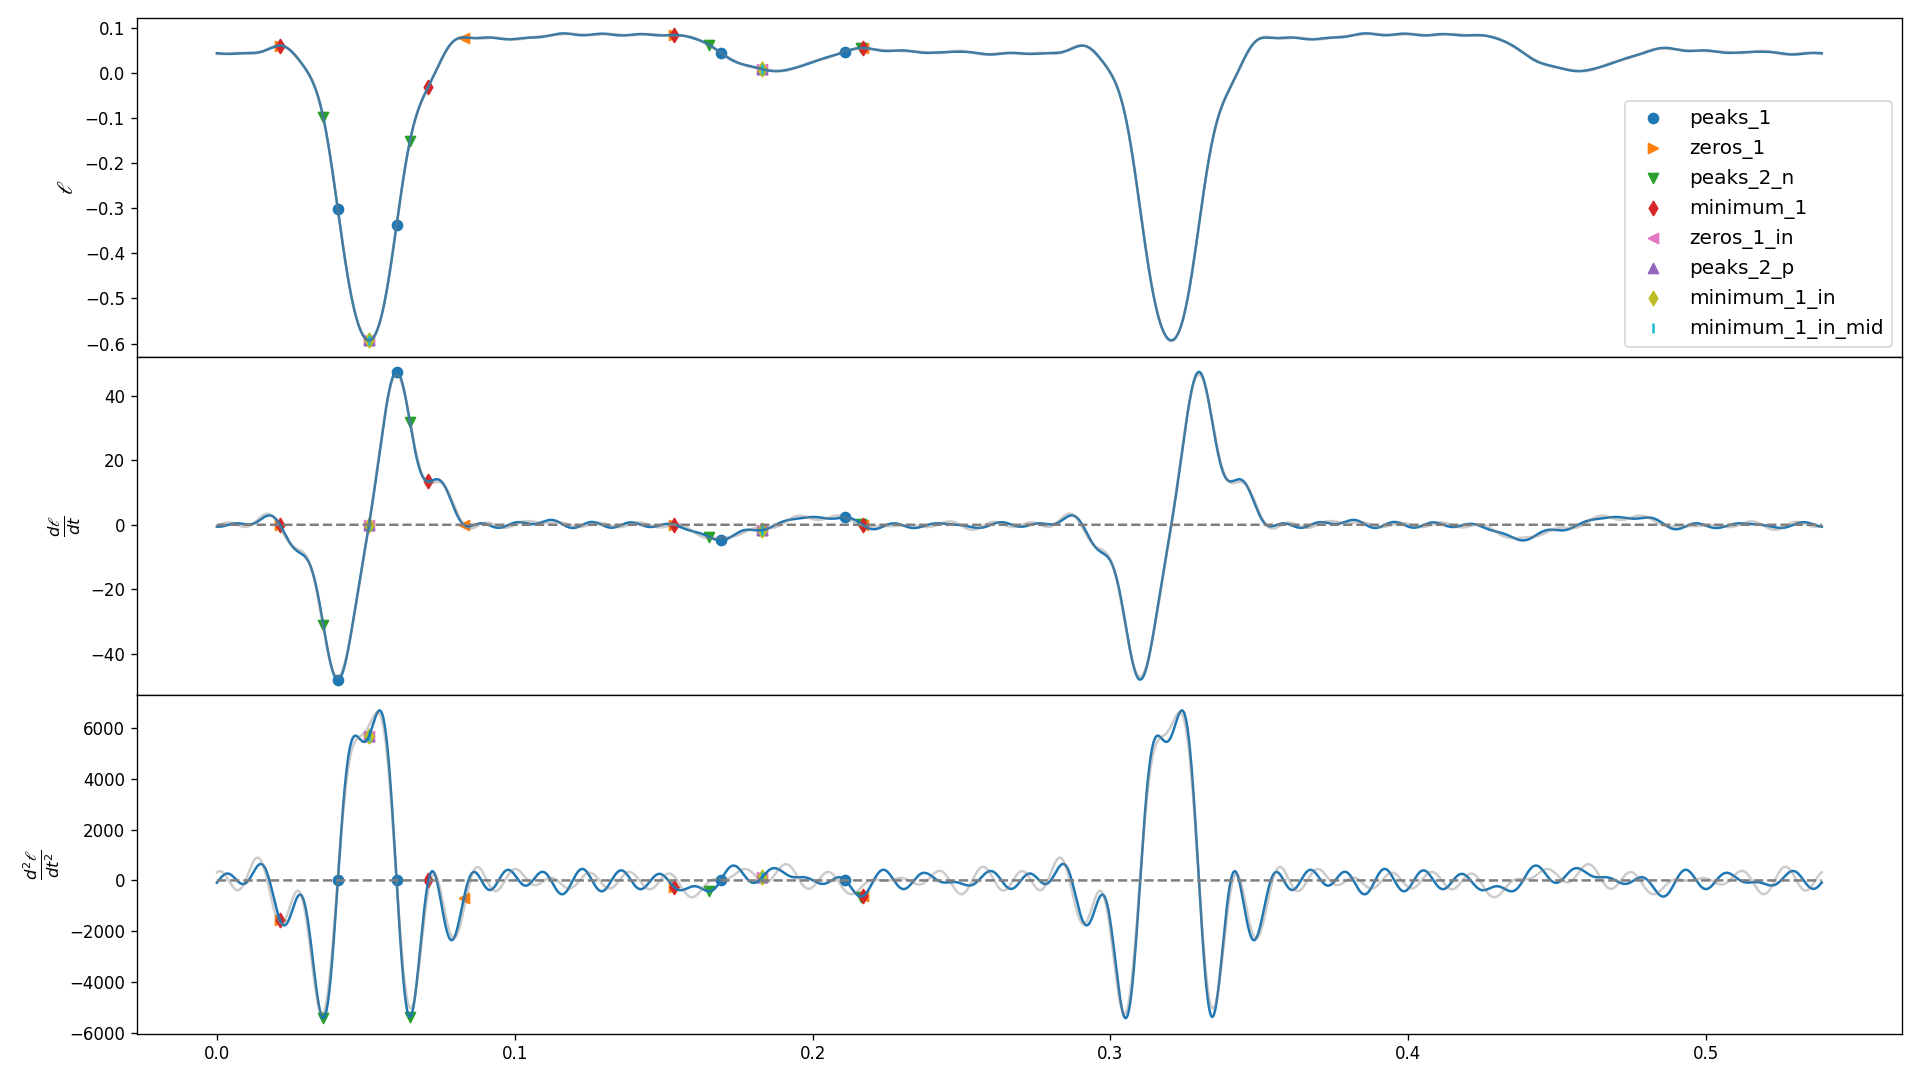 0.1
0.0
−0.1
−0.2
−0.3
−0.4
−0.5
−0.6
ℓ
peaks_1
zeros_1
peaks_2_n
minimum_1
zeros_1_in
peaks_2_p
minimum_1_in
minimum_1_in_mid
40
20
0
−20
−40
dℓ/dt
6000
4000
2000
0
−2000
−4000
−6000
d²ℓ/dt²
0.0 0.1 0.2 0.3 0.4 0.5